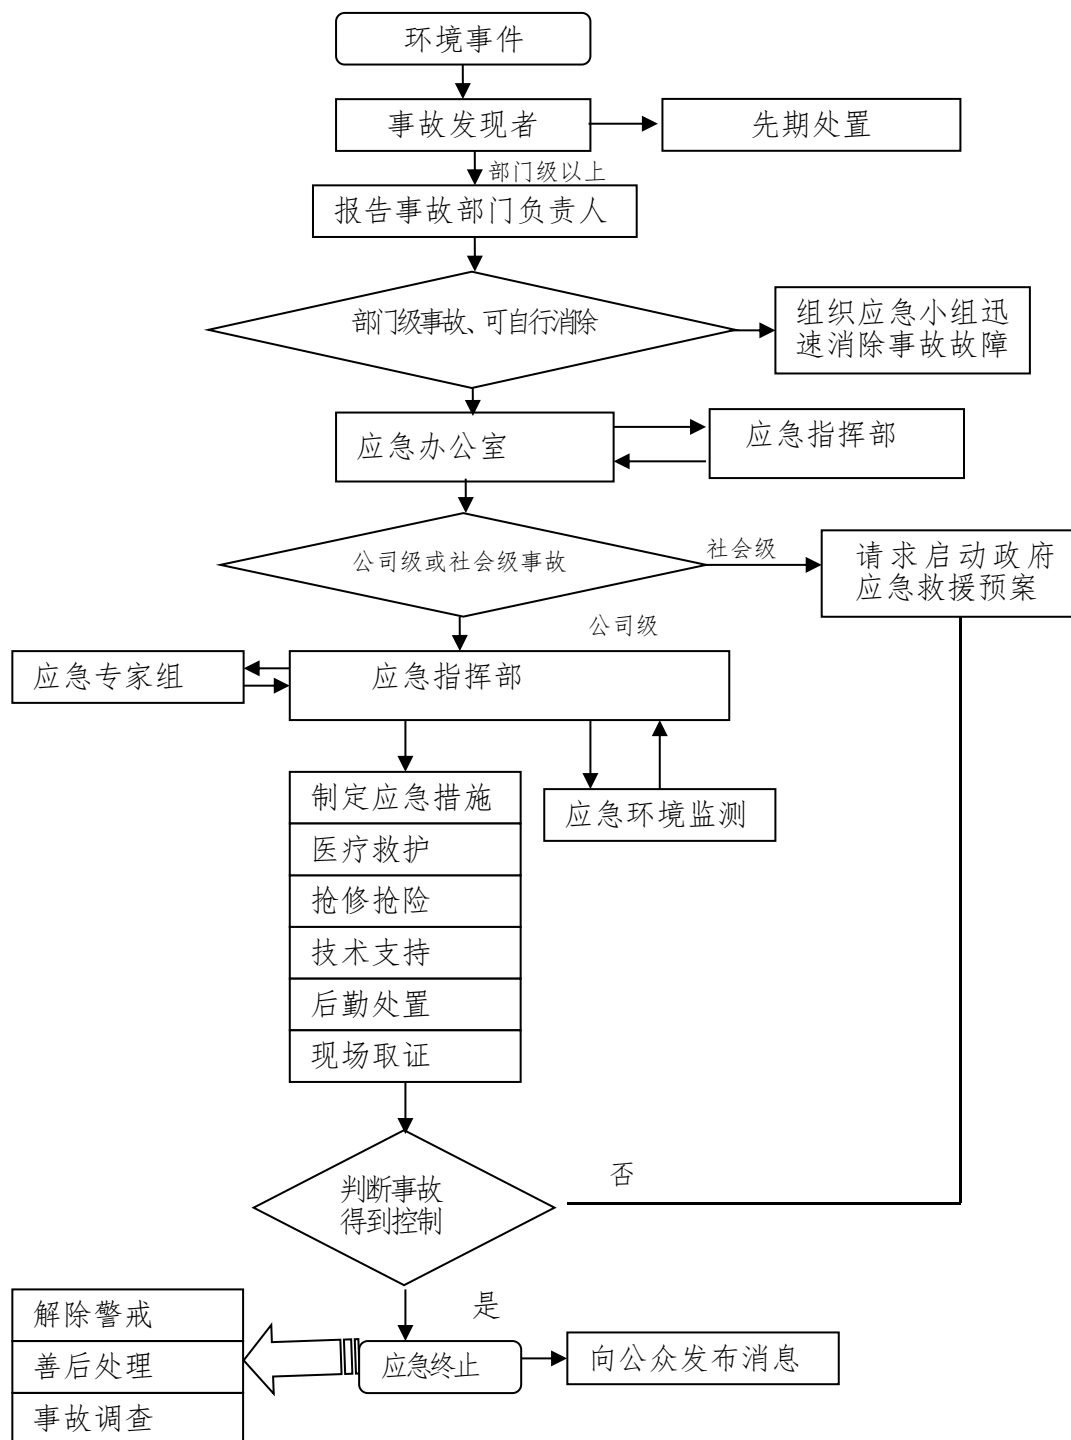 环境事件
事故发现者
先期处置
部门级以上
报告事故部门负责人
部门级事故、可自行消除
组织应急小组迅
速消除事故故障
应急办公室
应急指挥部
公司级或社会级事故
社会级
请求启动政府
应急救援预案
公司级
应急专家组
应急指挥部
制定应急措施
应急环境监测
医疗救护
抢修抢险
技术支持
后勤处置
现场取证
判断事故
得到控制
否
是
解除警戒
善后处理
事故调查
应急终止
向公众发布消息